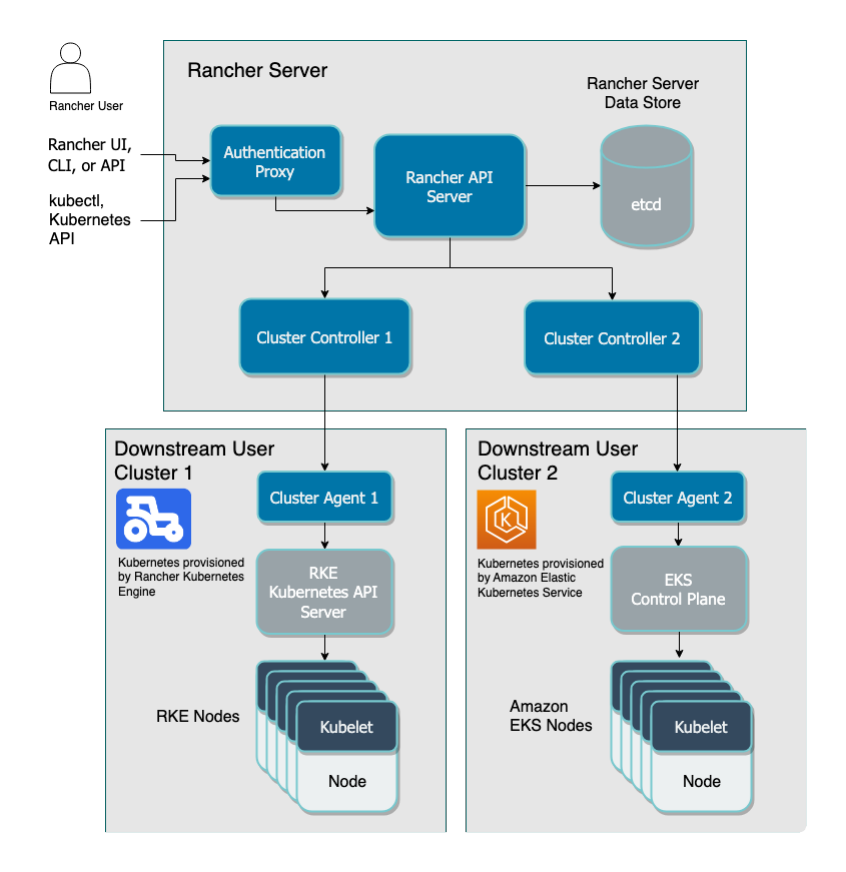 Rancher Server
Rancher User
Rancher Server
Data Store
Rancher UI,
CLI, or API
Authentication
Proxy
Rancher API
Server
etcd
kubectl,
Kubernetes
API
Cluster Controller 1
Cluster Controller 2
Downstream User
Cluster 1
Cluster Agent 1
Kubernetes provisioned
by Rancher Kubernetes
Engine
RKE
Kubernetes API
Server
RKE Nodes
Kubelet
Node
Downstream User
Cluster 2
Cluster Agent 2
K
Kubernetes provisioned
by Amazon Elastic
Kubernetes Service
EKS
Control Plane
Amazon
EKS Nodes
Kubelet
Node